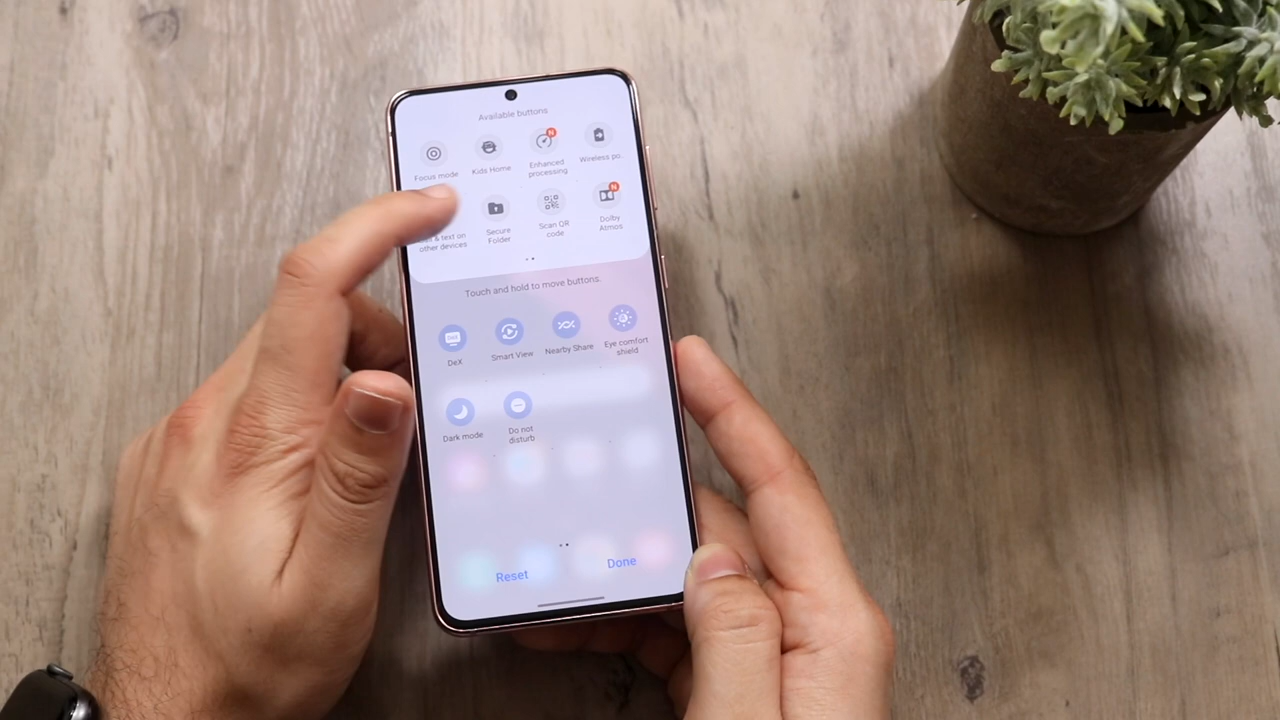 Available buttons
Focus mode
Kids Home
Enhanced
processing
Wireless po..
& text on
other devices
Secure
Folder
Scan QR
code
Dolby
Atmos
N
N
Touch and hold to move buttons.
DeX
Smart View
Nearby Share
Eye comfort
shield
Dark mode
Do not
disturb
Reset
Done